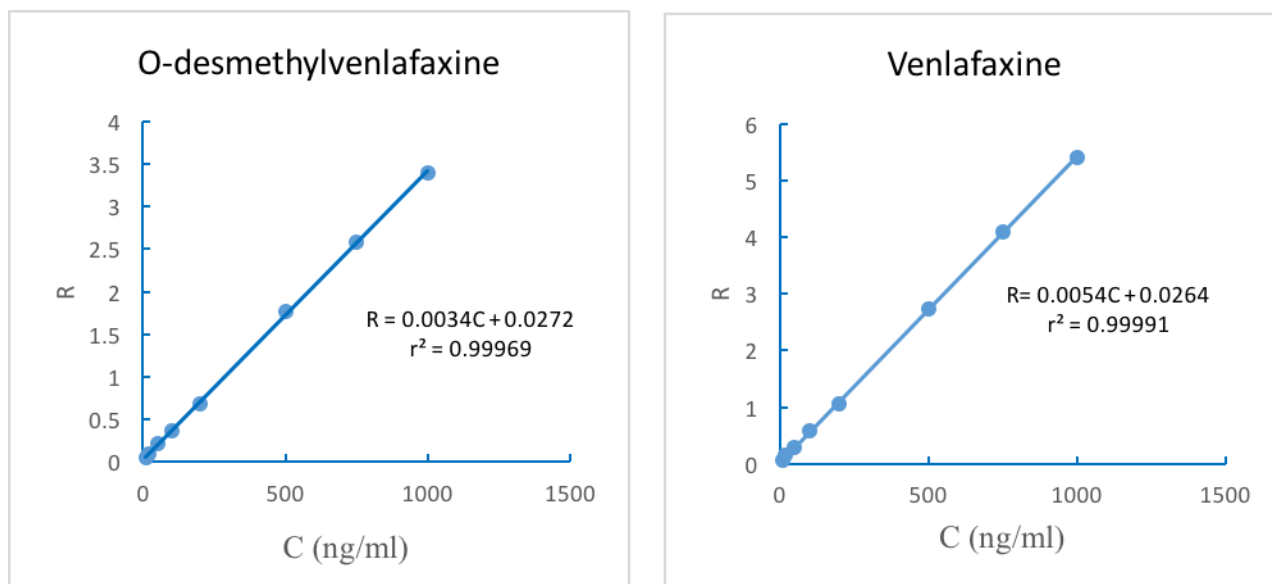 O-desmethylvenlafaxine
4
3.5
3
2.5
2
1.5
1
0.5
0
R
R = 0.0034C + 0.0272
r² = 0.99969
0 500 1000 1500
C (ng/ml)
Venlafaxine
6
5
4
3
2
1
0
R
R= 0.0054C + 0.0264
r² = 0.99991
0 500 1000 1500
C (ng/ml)